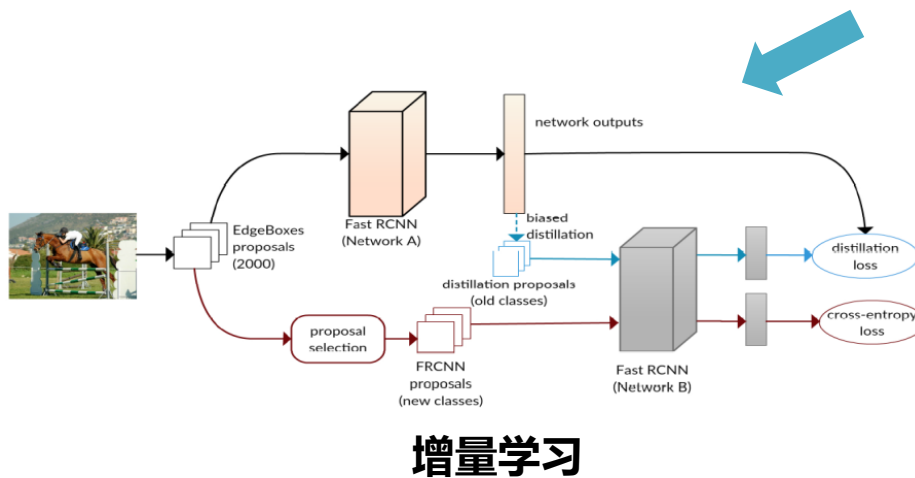 network outputs
EdgeBoxes
proposals
(2000)
Fast RCNN
(Network A)
biased
distillation
distillation proposals
(old classes)
distillation
loss
proposal
selection
FRCNN
proposals
(new classes)
Fast RCNN
(Network B)
cross-entropy
loss
增量学习